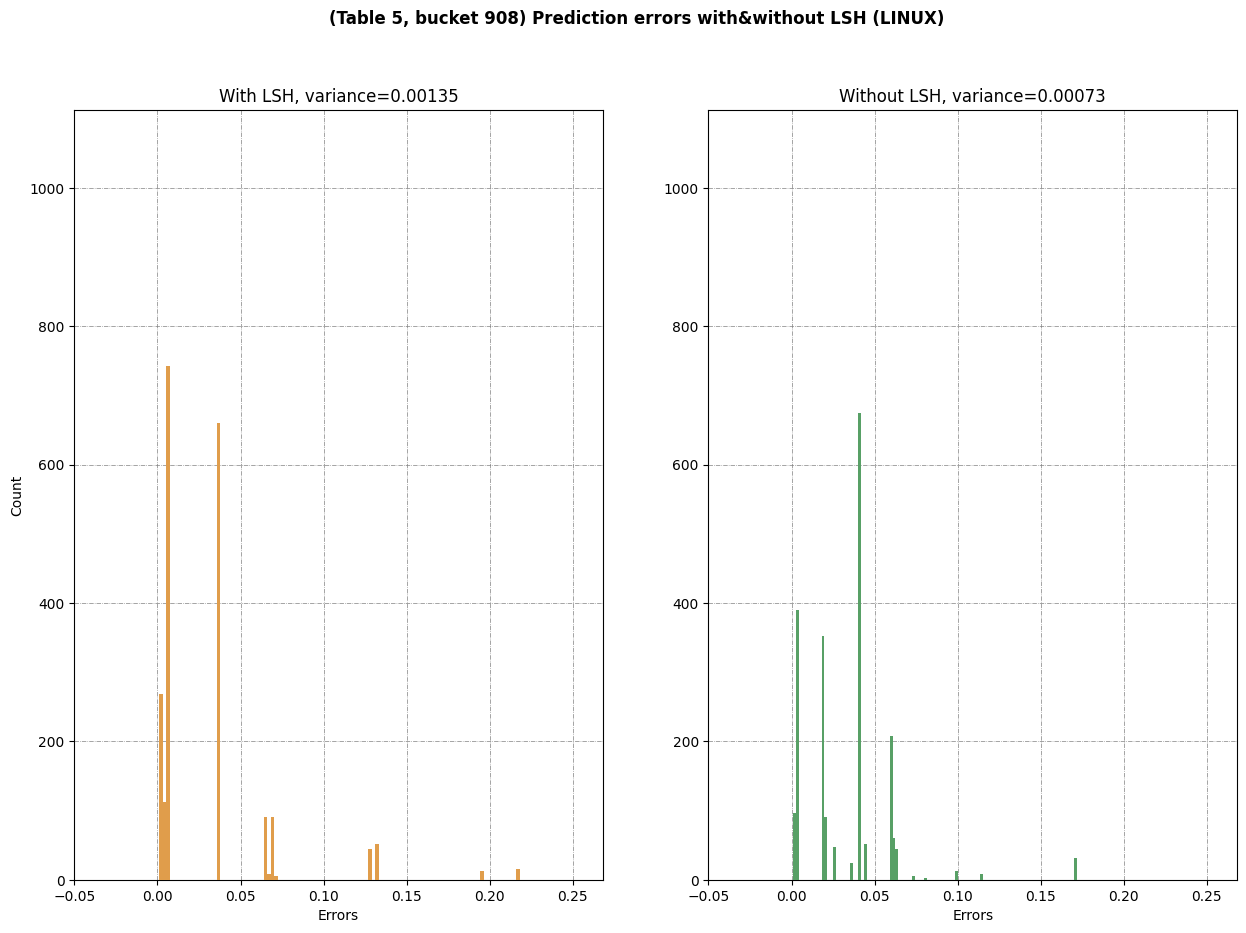 (Table 5, bucket 908) Prediction errors with&without LSH (LINUX)
With LSH, variance=0.00135
1000
800
600
400
200
0
Count
−0.05 0.00 0.05 0.10 0.15 0.20 0.25
Errors
Without LSH, variance=0.00073
1000
800
600
400
200
0
−0.05 0.00 0.05 0.10 0.15 0.20 0.25
Errors